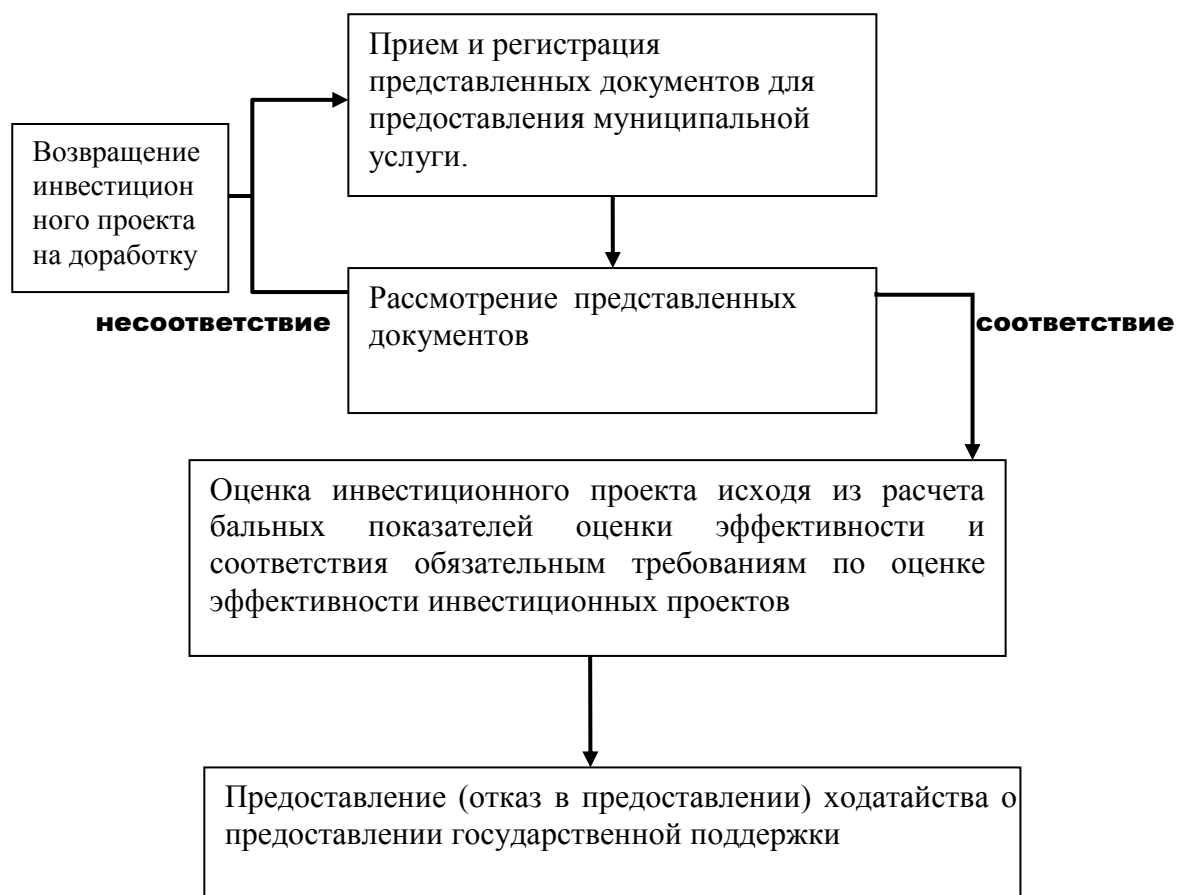 Прием и регистрация
представленных документов для
предоставления муниципальной
услуги.
Возвращение
инвестицион
ного проекта
на доработку
Рассмотрение представленных
документов
несоответствие
соответствие
Оценка инвестиционного проекта исходя из расчета
бальных показателей оценки эффективности и
соответствия обязательным требованиям по оценке
эффективности инвестиционных проектов
Предоставление (отказ в предоставлении) ходатайства о
предоставлении государственной поддержки